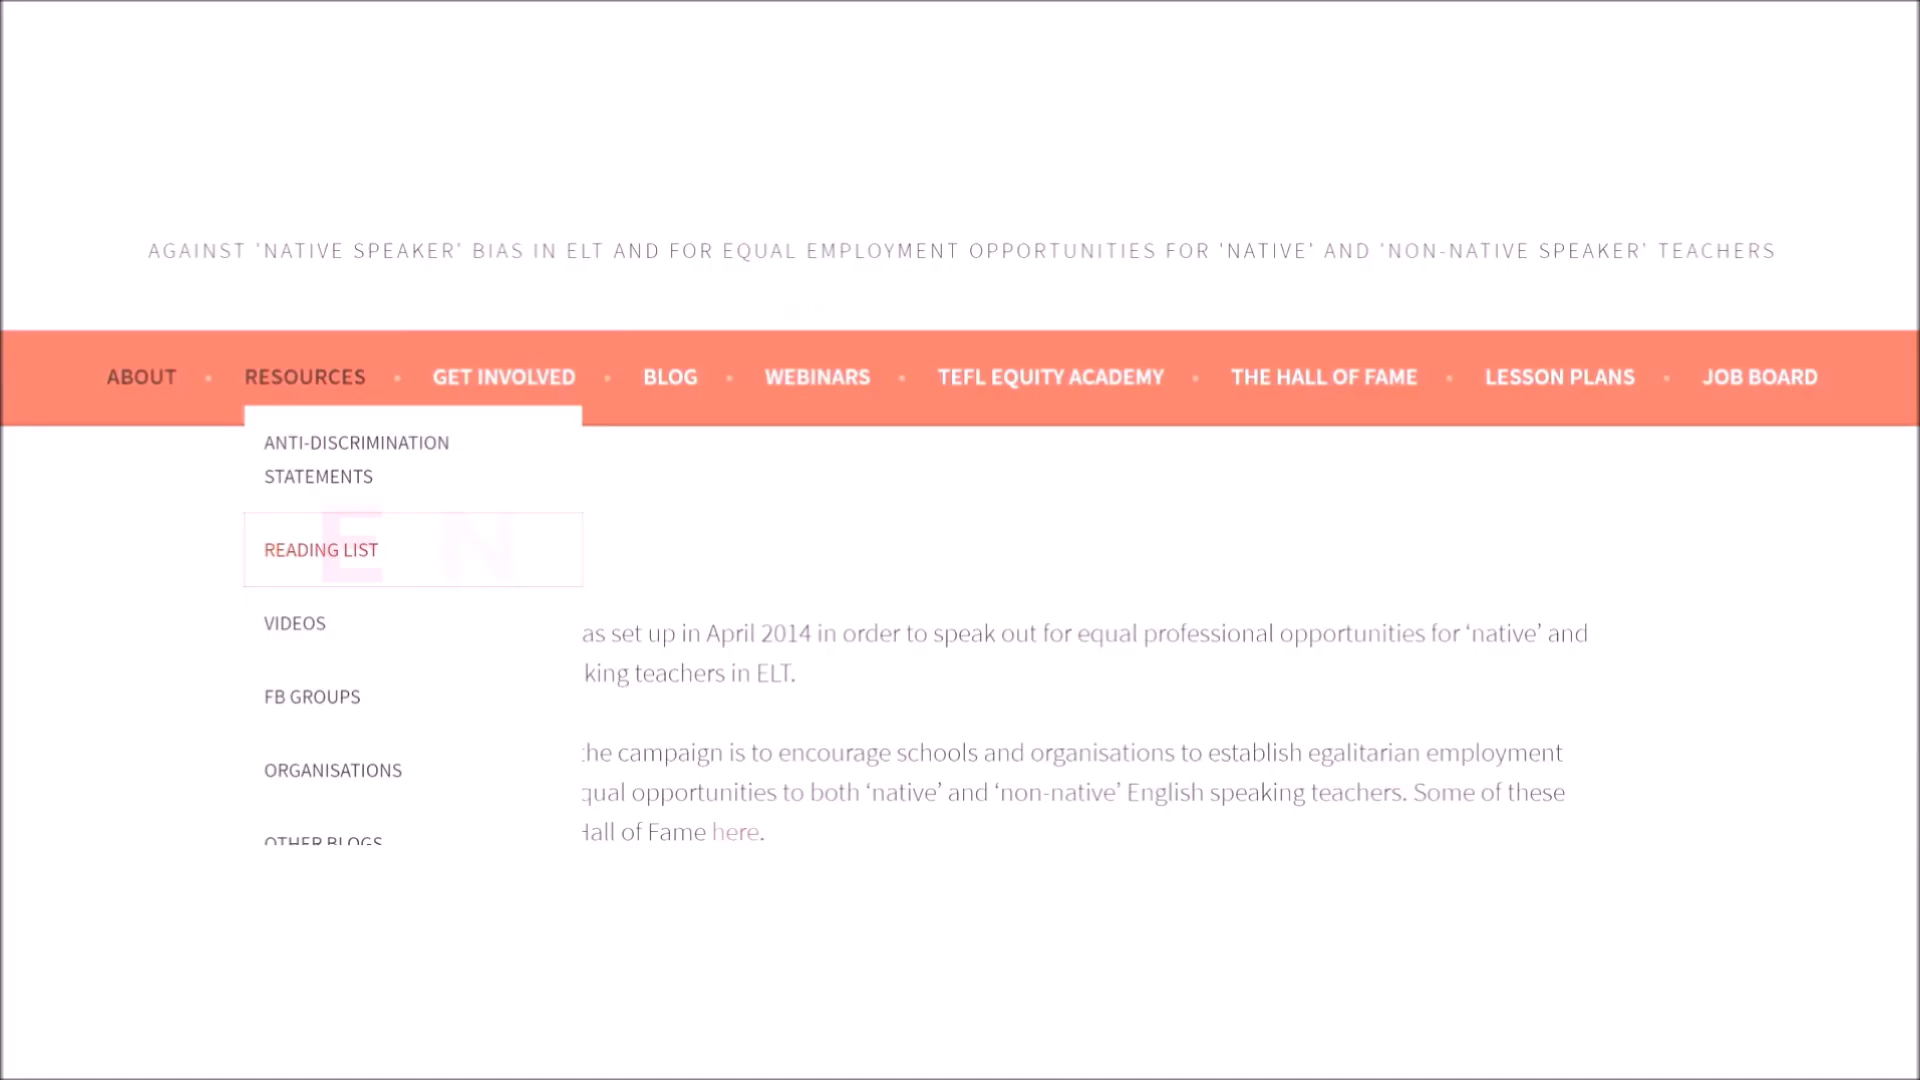 AGAINST 'NATIVE SPEAKER' BIAS IN ELT AND FOR EQUAL EMPLOYMENT OPPORTUNITIES FOR 'NATIVE' AND 'NON-NATIVE SPEAKER' TEACHERS
ABOUT RESOURCES GET INVOLVED BLOG WEBINARS TEFL EQUITY ACADEMY THE HALL OF FAME LESSON PLANS JOB BOARD
ANTI-DISCRIMINATION
STATEMENTS
E N
READING LIST
VIDEOS
FB GROUPS
ORGANISATIONS
OTHER BLOGS
as set up in April 2014 in order to speak out for equal professional opportunities for ‘native’ and
king teachers in ELT.
the campaign is to encourage schools and organisations to establish egalitarian employment
qual opportunities to both ‘native’ and ‘non-native’ English speaking teachers. Some of these
Hall of Fame here.